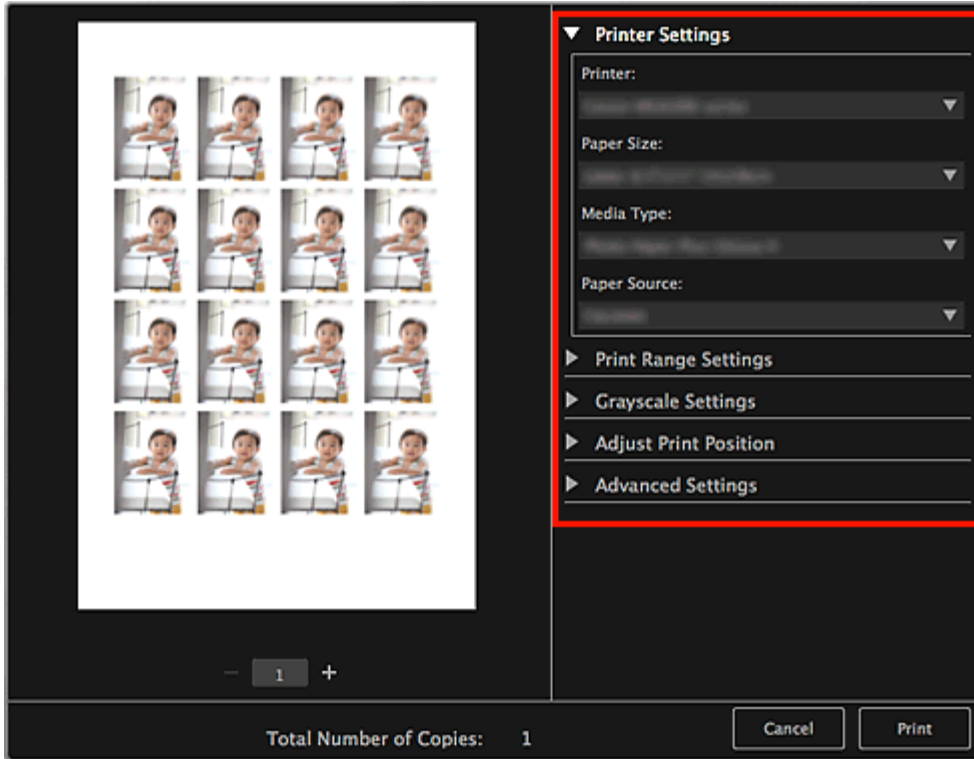 Printer Settings
Printer:
Paper Size:
Media Type:
Paper Source:
Print Range Settings
Grayscale Settings
Adjust Print Position
Advanced Settings
1
Total Number of Copies: 1
Cancel
Print